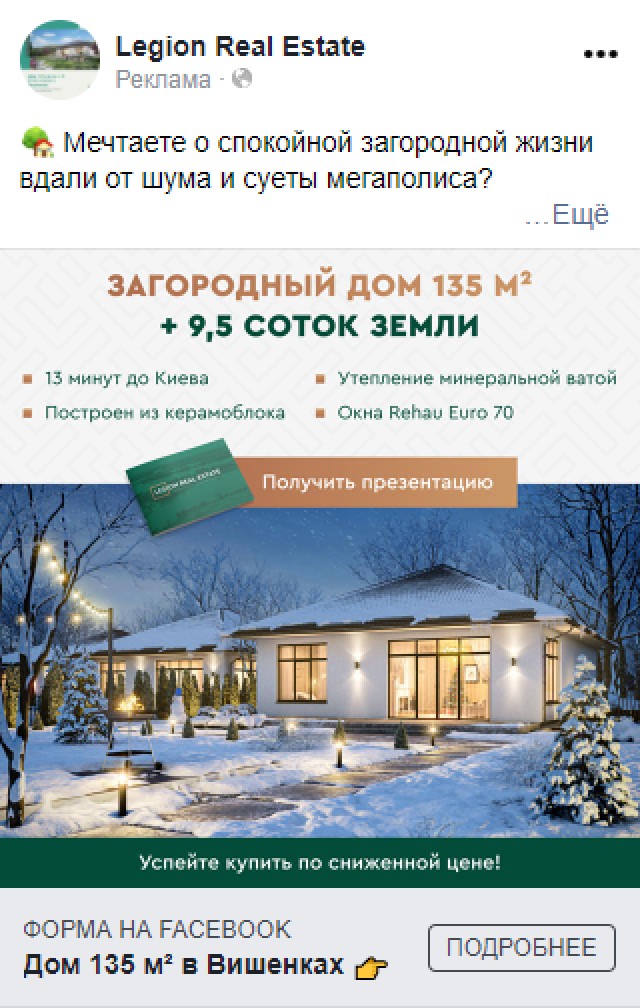 Legion Real Estate
Реклама ·
Мечтаете о спокойной загородной жизни
вдали от шума и суеты мегаполиса?
...Ещё
ЗАГОРОДНЫЙ ДОМ 135 М²
+ 9,5 СОТОК ЗЕМЛИ
13 минут до Киева
Построен из керамоблока
Утепление минеральной ватой
Окна Rehau Euro 70
LEGION REAL ESTATE
Получить презентацию
Успейте купить по сниженной цене!
ФОРМА НА FACEBOOK
Дом 135 м² в Вишенках
ПОДРОБНЕЕ